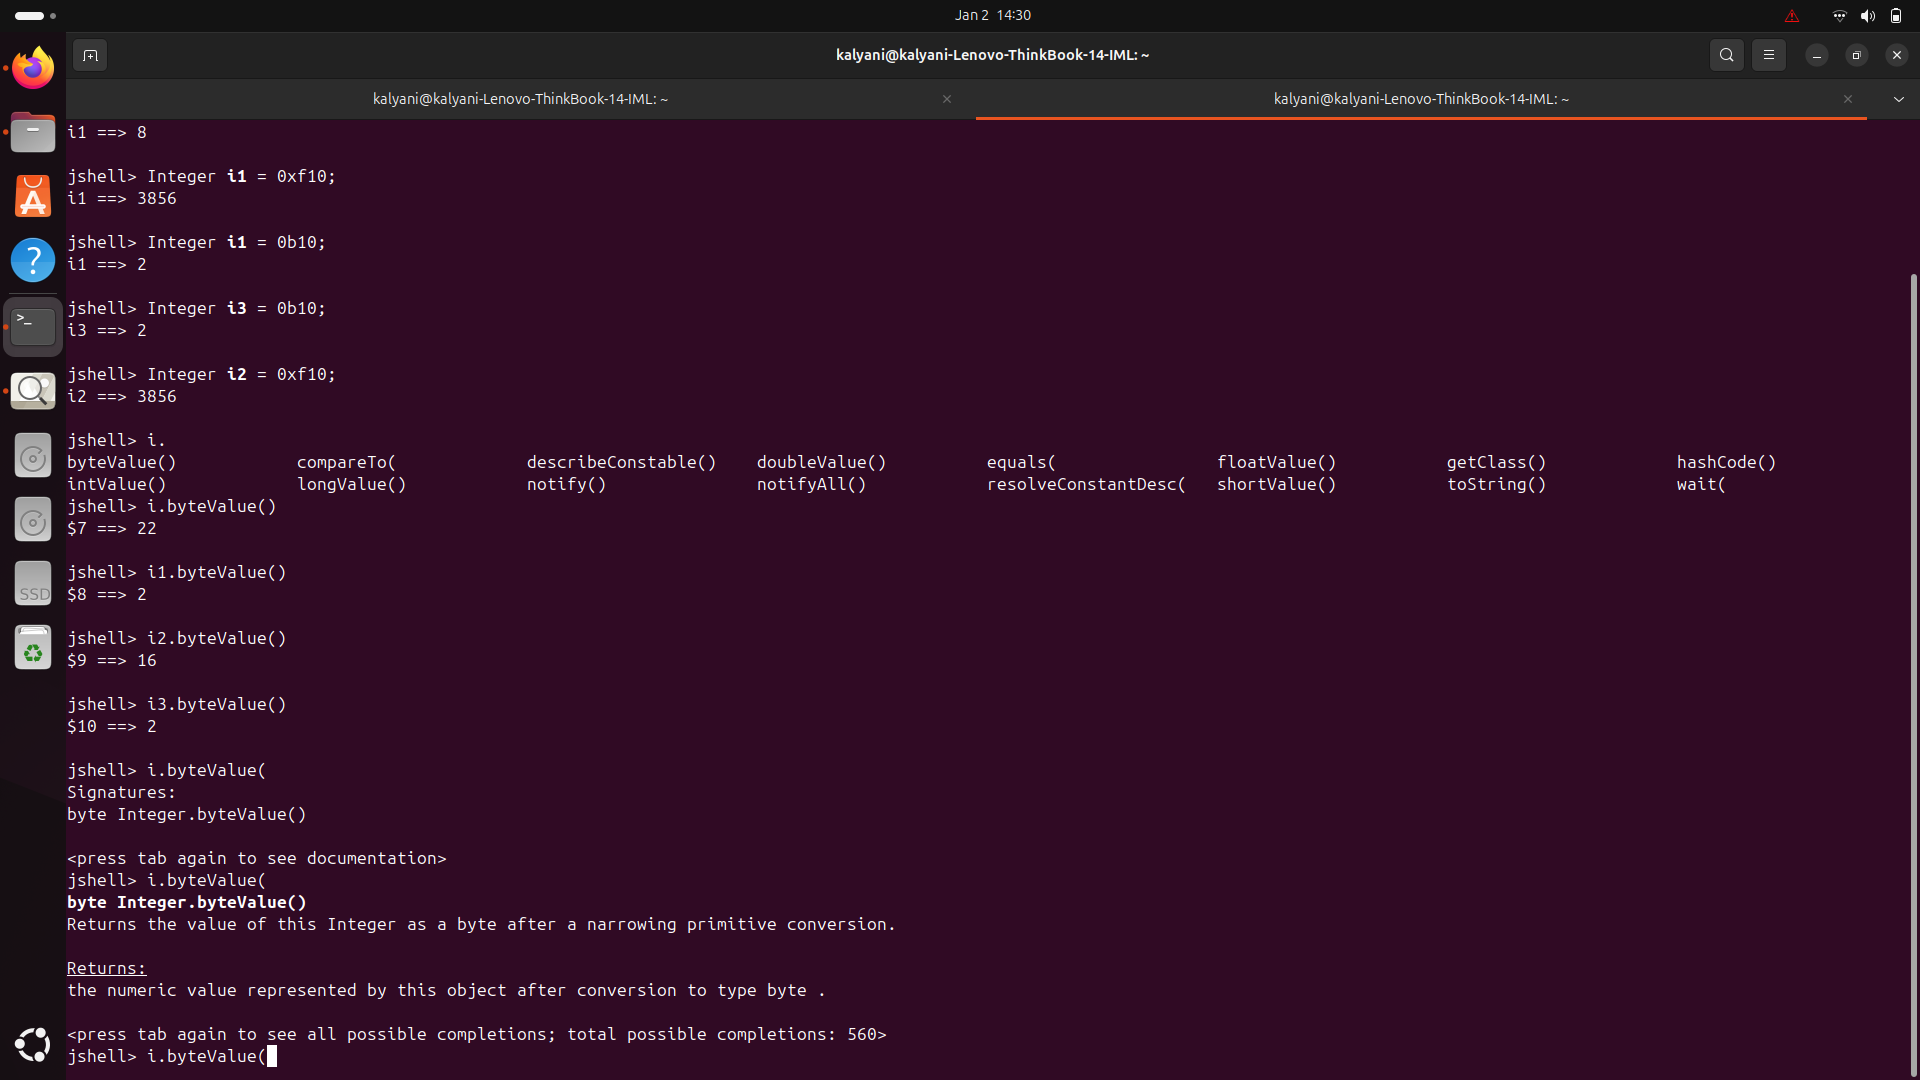 Jan 2 14:30
kalyani@kalyani-Lenovo-ThinkBook-14-IML: ~
kalyani@kalyani-Lenovo-ThinkBook-14-IML: ~
kalyani@kalyani-Lenovo-ThinkBook-14-IML: ~
i1 ==> 8
jshell> Integer i1 = 0xf10;
i1 ==> 3856
jshell> Integer i1 = 0b10;
i1 ==> 2
jshell> Integer i3 = 0b10;
i3 ==> 2
jshell> Integer i2 = 0xf10;
i2 ==> 3856
jshell> i.
byteValue() compareTo( describeConstable() doubleValue() equals( floatValue() getClass() hashCode()
intValue() longValue() notify() notifyAll() resolveConstantDesc( shortValue() toString() wait(
jshell> i.byteValue()
$7 ==> 22
jshell> i1.byteValue()
$8 ==> 2
jshell> i2.byteValue()
$9 ==> 16
jshell> i3.byteValue()
$10 ==> 2
jshell> i.byteValue(
Signatures:
byte Integer.byteValue()
<press tab again to see documentation>
jshell> i.byteValue(
byte Integer.byteValue()
Returns the value of this Integer as a byte after a narrowing primitive conversion.
Returns:
the numeric value represented by this object after conversion to type byte .
<press tab again to see all possible completions; total possible completions: 560>
jshell> i.byteValue(
SSD